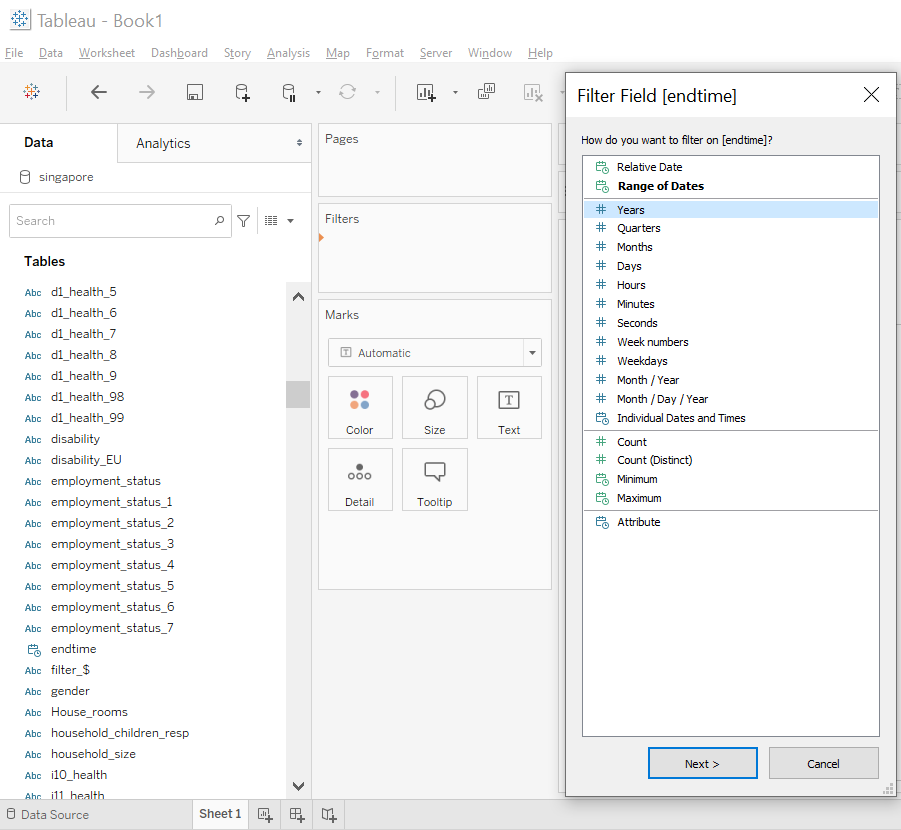 Tableau - Book1
File Data Worksheet Dashboard Story Analysis Map Format Server Window Help
Data
Analytics
singapore
Search
Tables
Abc d1_health_5
Abc d1_health_6
Abc d1_health_7
Abc d1_health_8
Abc d1_health_9
Abc d1_health_98
Abc d1_health_99
Abc disability
Abc disability_EU
Abc employment_status
Abc employment_status_1
Abc employment_status_2
Abc employment_status_3
Abc employment_status_4
Abc employment_status_5
Abc employment_status_6
Abc employment_status_7
endtime
Abc filter_$
Abc gender
Abc House_rooms
Abc household_children_resp
Abc household_size
Abc i10_health
Abc i11_health
Pages
Filters
Marks
T Automatic
Color
Size
T
Text
Detail
Tooltip
Filter Field [endtime]
How do you want to filter on [endtime]?
Relative Date
Range of Dates
# Years
# Quarters
# Months
# Days
# Hours
# Minutes
# Seconds
# Week numbers
# Weekdays
# Month / Year
# Month / Day / Year
Individual Dates and Times
# Count
# Count (Distinct)
Minimum
Maximum
Attribute
Next >
Cancel
Data Source
Sheet 1